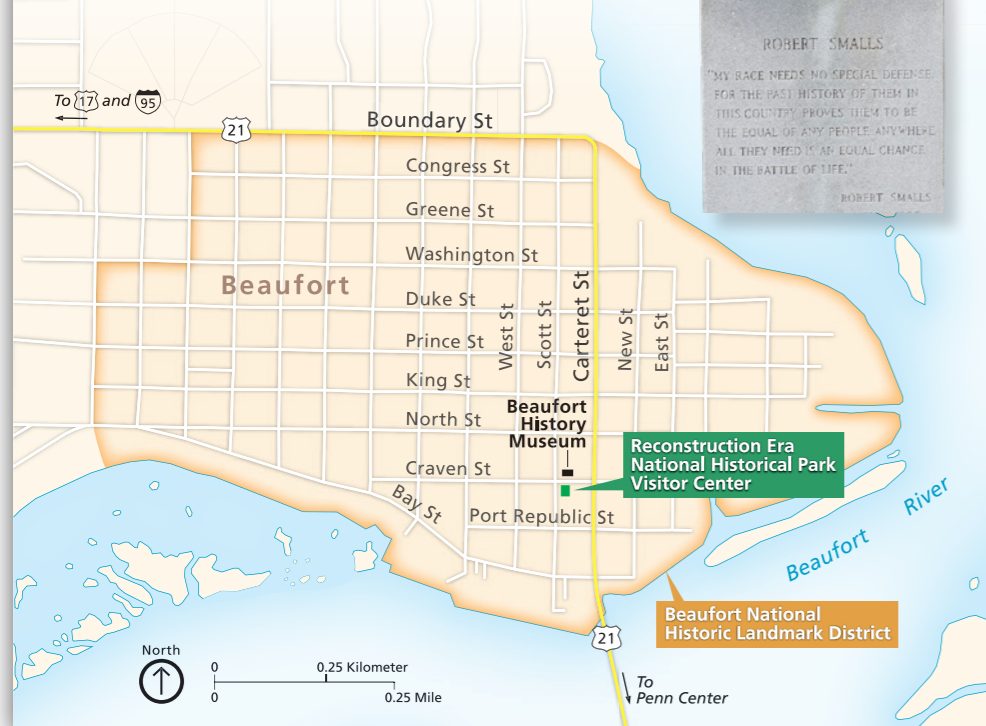 ROBERT SMALLS
"MY RACE NEEDS NO SPECIAL DEFENSE
FOR THE PAST HISTORY OF THEM IN
THIS COUNTRY PROVES THEM TO BE
THE EQUAL OF ANY PEOPLE ANYWHERE.
ALL THEY NEED IS AN EQUAL CHANCE
IN THE BATTLE OF LIFE."
ROBERT SMALLS
To 17 and 95
21
Boundary St
Congress St
Greene St
Washington St
Beaufort
Duke St
Prince St
King St
North St
West St
Scott St
Carteret St
New St
East St
Beaufort
History
Museum
Reconstruction Era
National Historical Park
Visitor Center
Craven St
Bay St
Port Republic St
Beaufort River
Beaufort National
Historic Landmark District
21
To
Penn Center
North
0 0.25 Kilometer
0 0.25 Mile